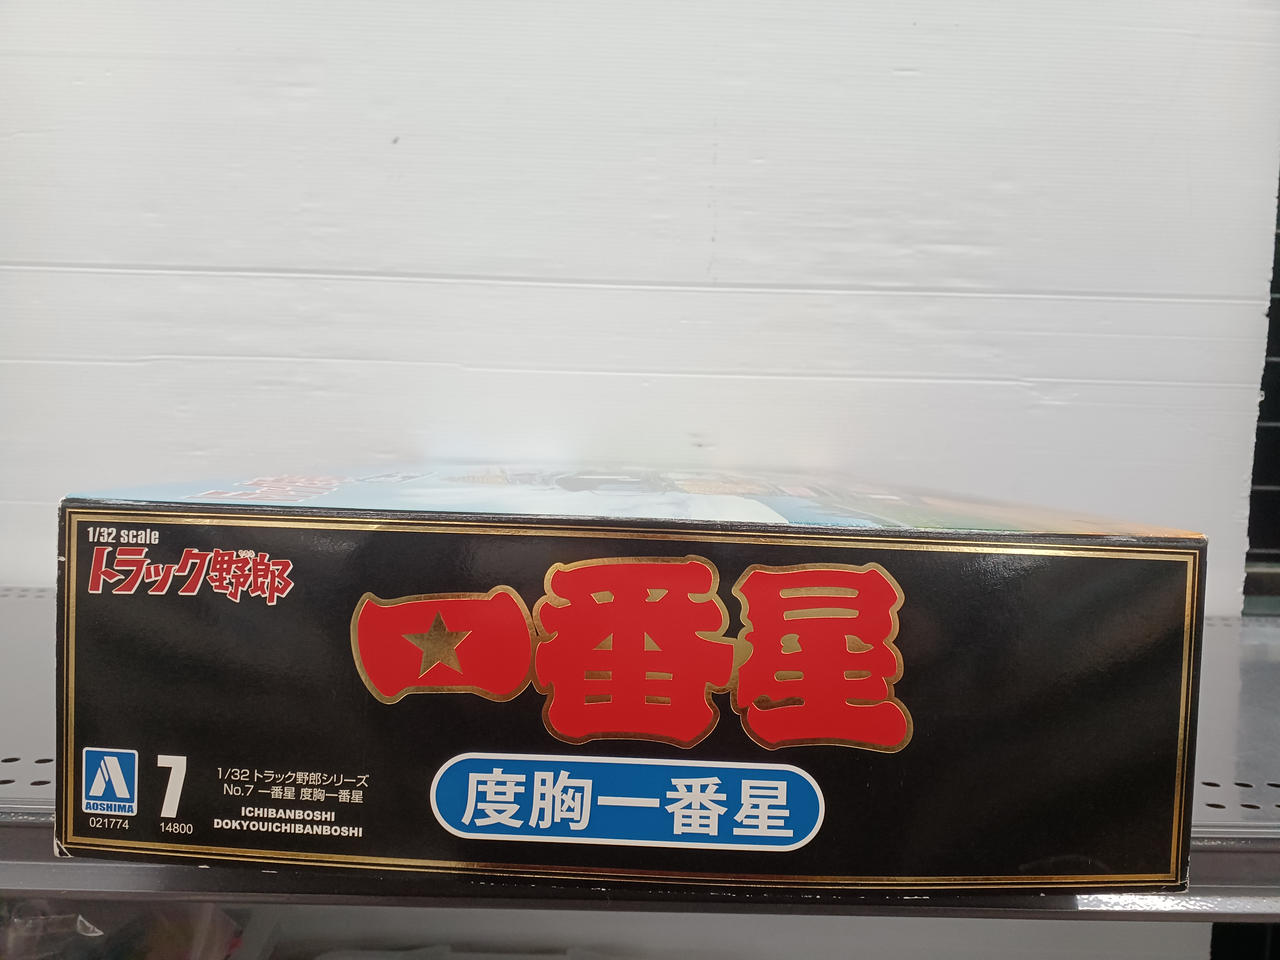 1/32 scale
トラック野郎
一番星
度胸一番星
AOSHIMA
021774
7
14800
1/32 トラック野郎シリーズ
No.7 一番星 度胸一番星
ICHIBANBOSHI
DOKYOUICHIBANBOSHI